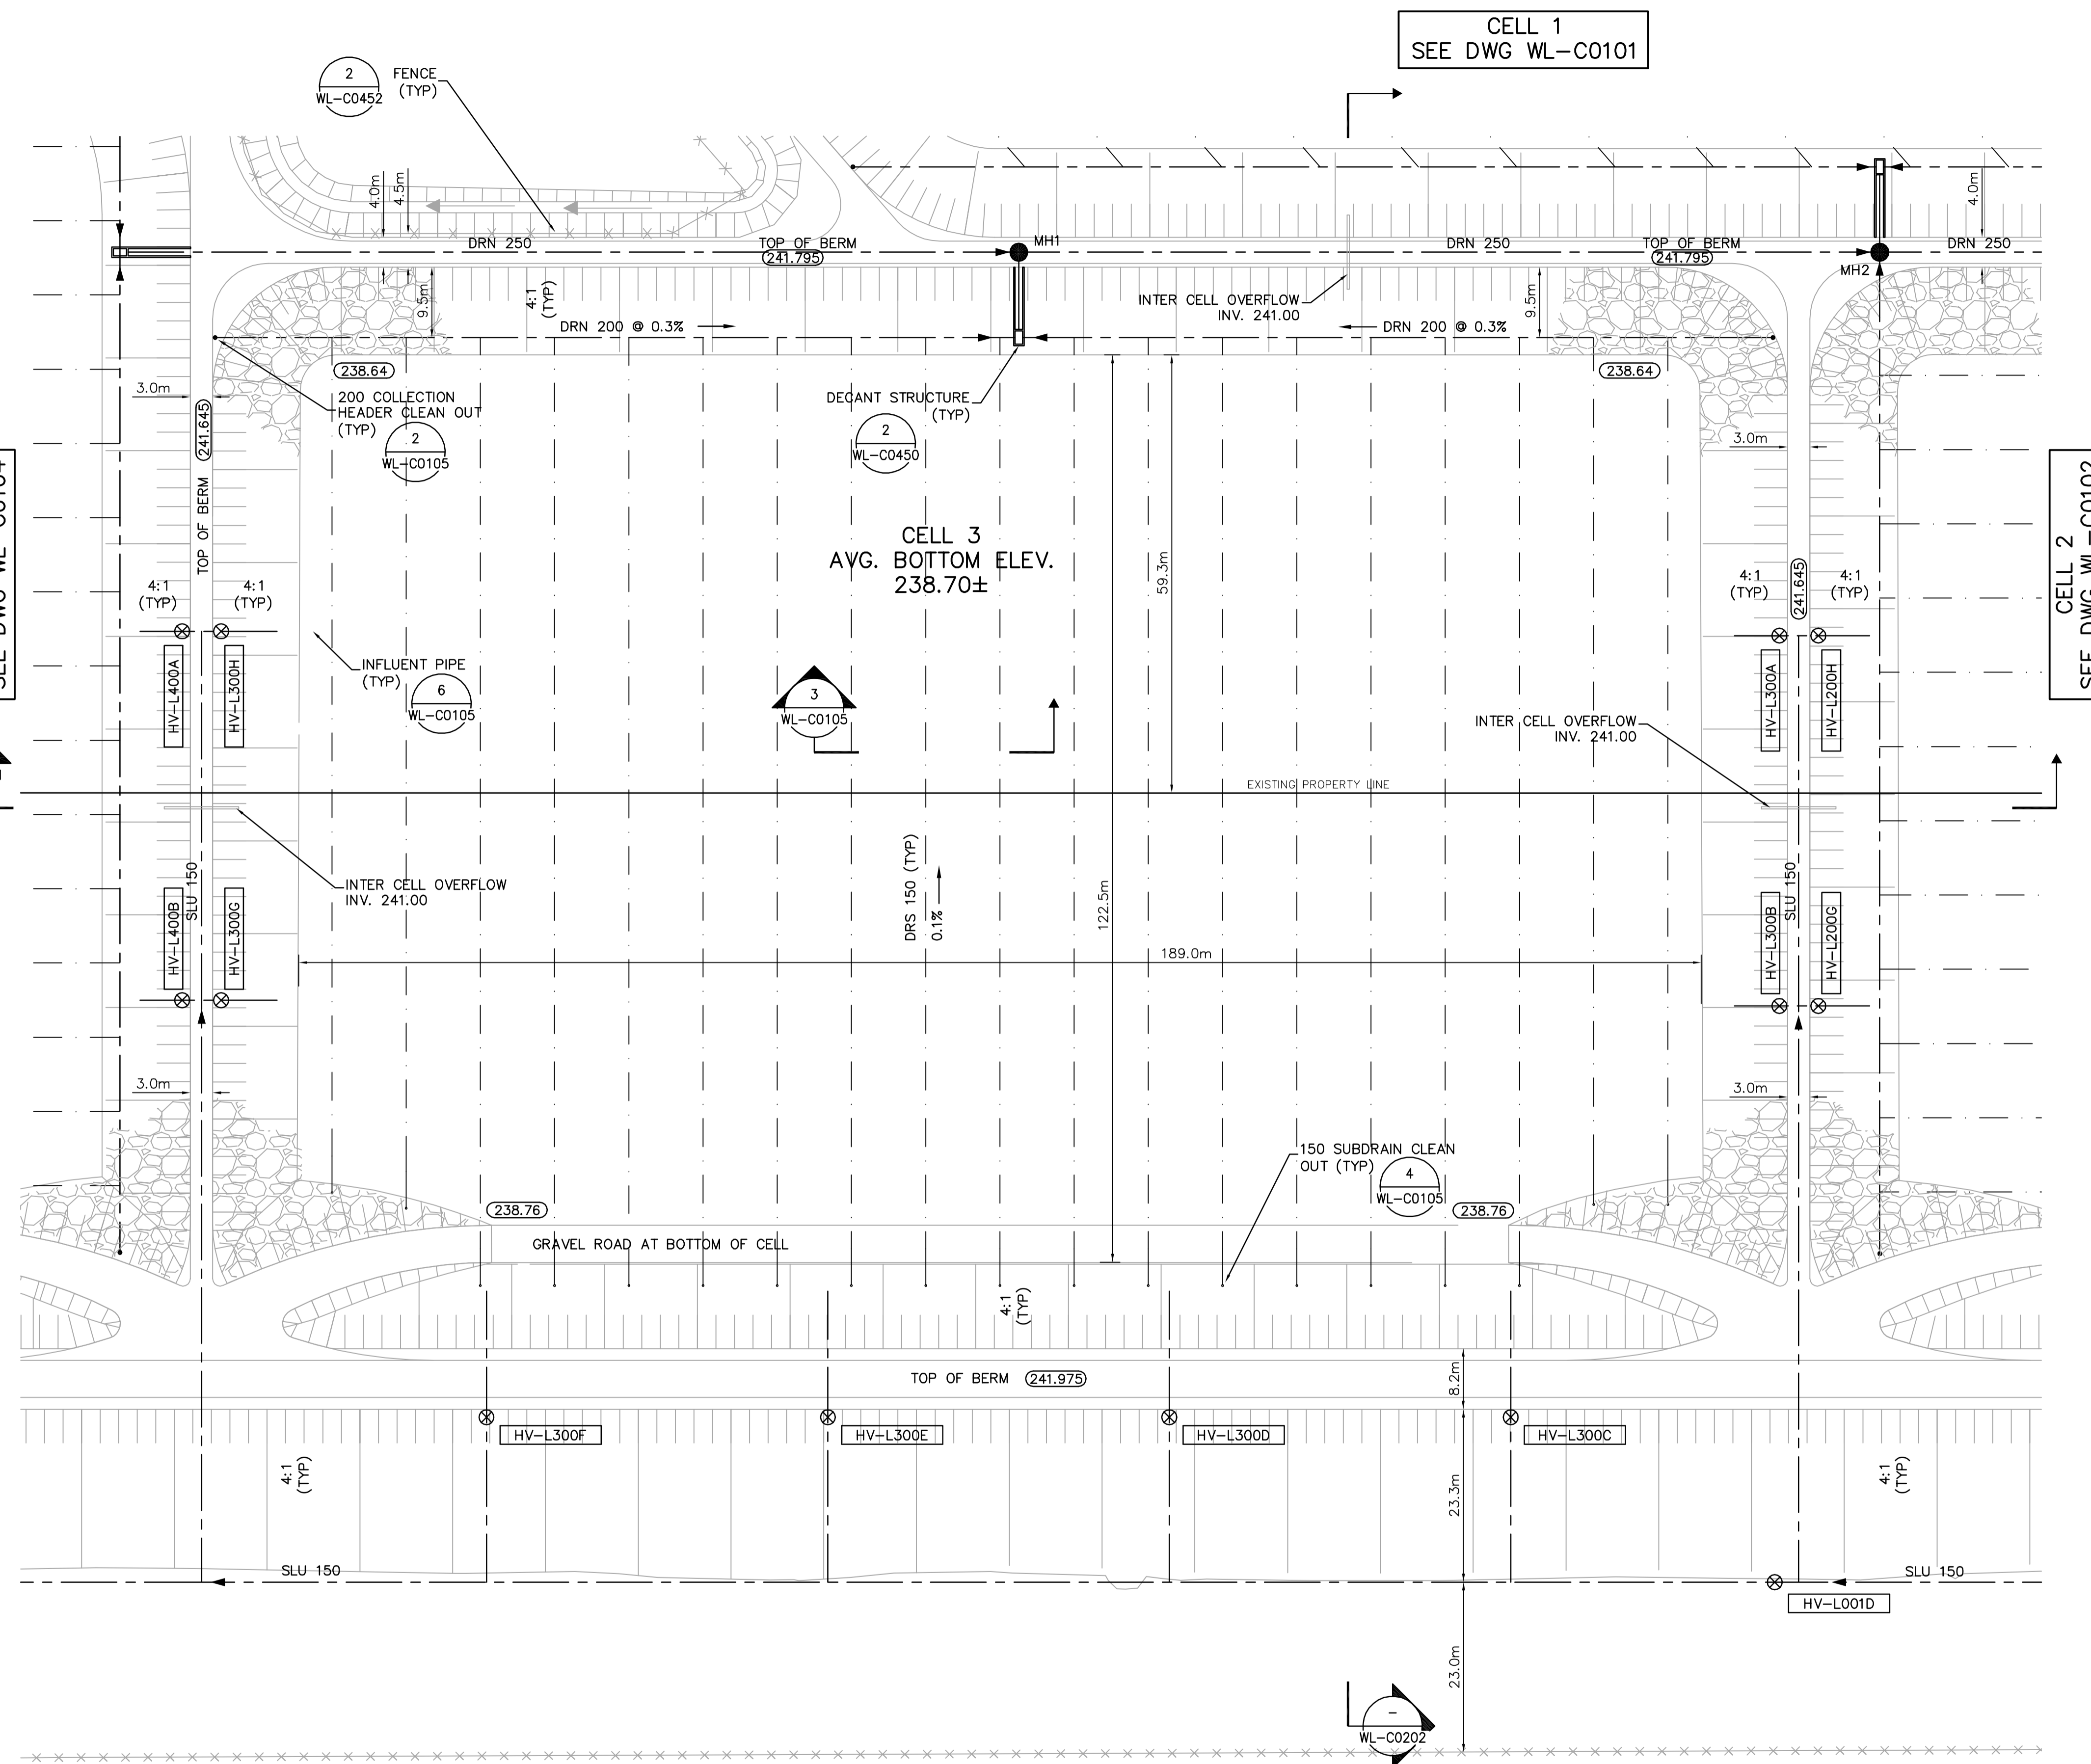 CELL 1
SEE DWG WL-C0101
2
WL-C0452
FENCE
(TYP)
4.0m
4.5m
4.0m
DRN 250
TOP OF BERM
241.795
MH1
DRN 250
TOP OF BERM
241.795
DRN 250
MH2
9.5m
4:1
(TYP)
INTER CELL OVERFLOW
INV. 241.00
9.5m
DRN 200 @ 0.3%
DRN 200 @ 0.3%
238.64
238.64
3.0m
200 COLLECTION
HEADER CLEAN OUT
(TYP)
2
WL-C0105
DECANT STRUCTURE
(TYP)
2
WL-C0450
3.0m
TOP OF BERM
241.645
CELL 3
AVG. BOTTOM ELEV.
238.70±
59.3m
241.645
CELL 2
SEE DWG WL-C0102
4:1
(TYP)
4:1
(TYP)
4:1
(TYP)
4:1
(TYP)
HV-L400A
HV-L300H
INFLUENT PIPE
(TYP)
6
WL-C0105
3
WL-C0105
HV-L300A
HV-L200H
INTER CELL OVERFLOW
INV. 241.00
EXISTING PROPERTY LINE
INTER CELL OVERFLOW
INV. 241.00
SLU 150
HV-L400B
HV-L300G
DRS 150 (TYP)
0.1%
122.5m
189.0m
SLU 150
HV-L300B
HV-L200G
3.0m
3.0m
150 SUBDRAIN CLEAN
OUT (TYP)
4
WL-C0105
238.76
238.76
GRAVEL ROAD AT BOTTOM OF CELL
4:1
(TYP)
TOP OF BERM
241.975
8.2m
HV-L300F
HV-L300E
HV-L300D
HV-L300C
4:1
(TYP)
23.3m
4:1
(TYP)
SLU 150
SLU 150
HV-L001D
23.0m
-
WL-C0202